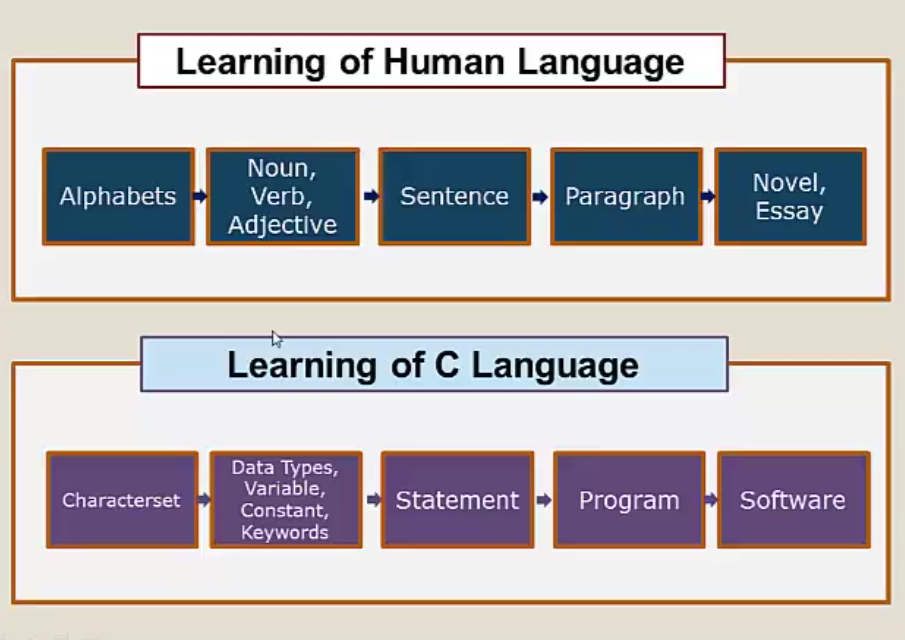 Learning of Human Language
Alphabets
Noun,
Verb,
Adjective
Sentence
Paragraph
Novel,
Essay
Learning of C Language
Characterset
Data Types,
Variable,
Constant,
Keywords
Statement
Program
Software